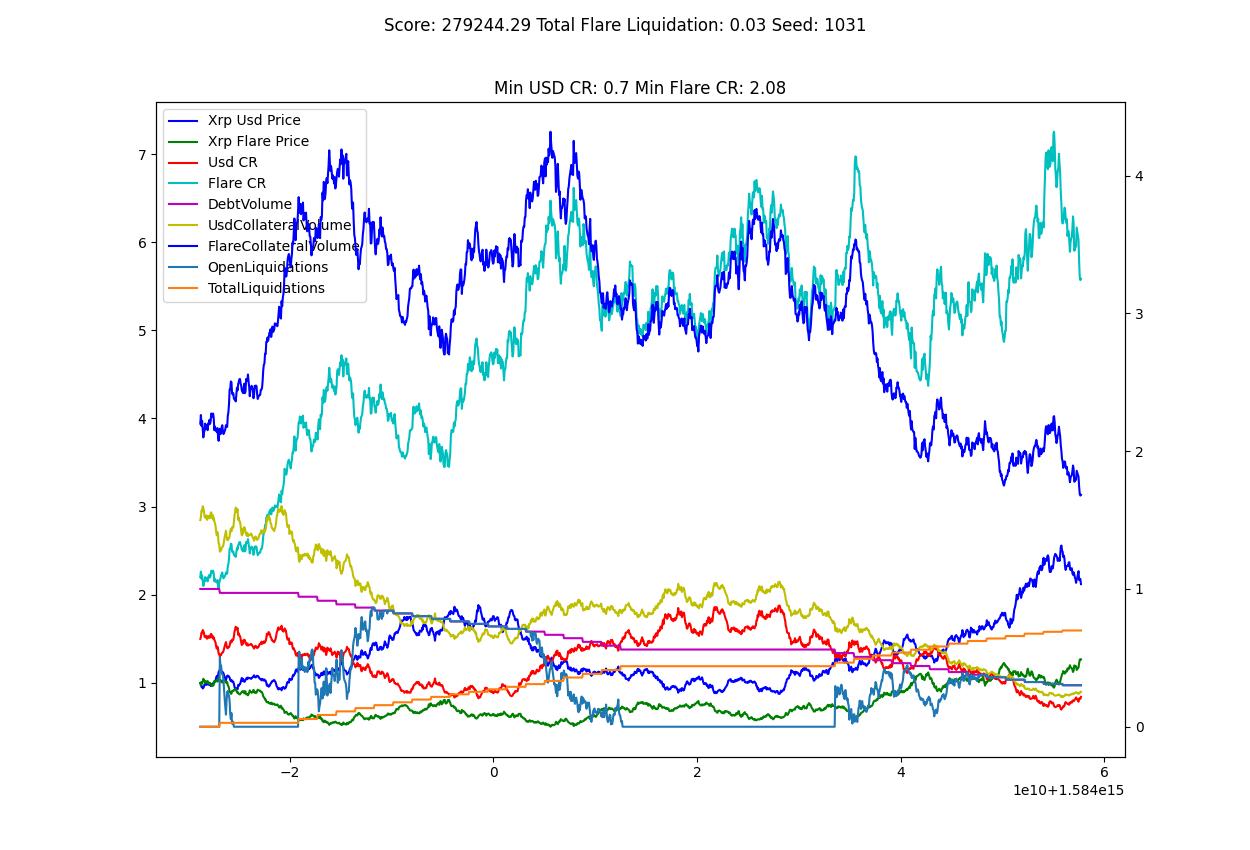 Score: 279244.29 Total Flare Liquidation: 0.03 Seed: 1031
Min USD CR: 0.7 Min Flare CR: 2.08
Xrp Usd Price
Xrp Flare Price
Usd CR
Flare CR
DebtVolume
UsdCollateralVolume
FlareCollateralVolume
OpenLiquidations
TotalLiquidations
7
6
5
4
3
2
1
4
3
2
1
0
−2
0
2
4
6
1e10+1.584e15